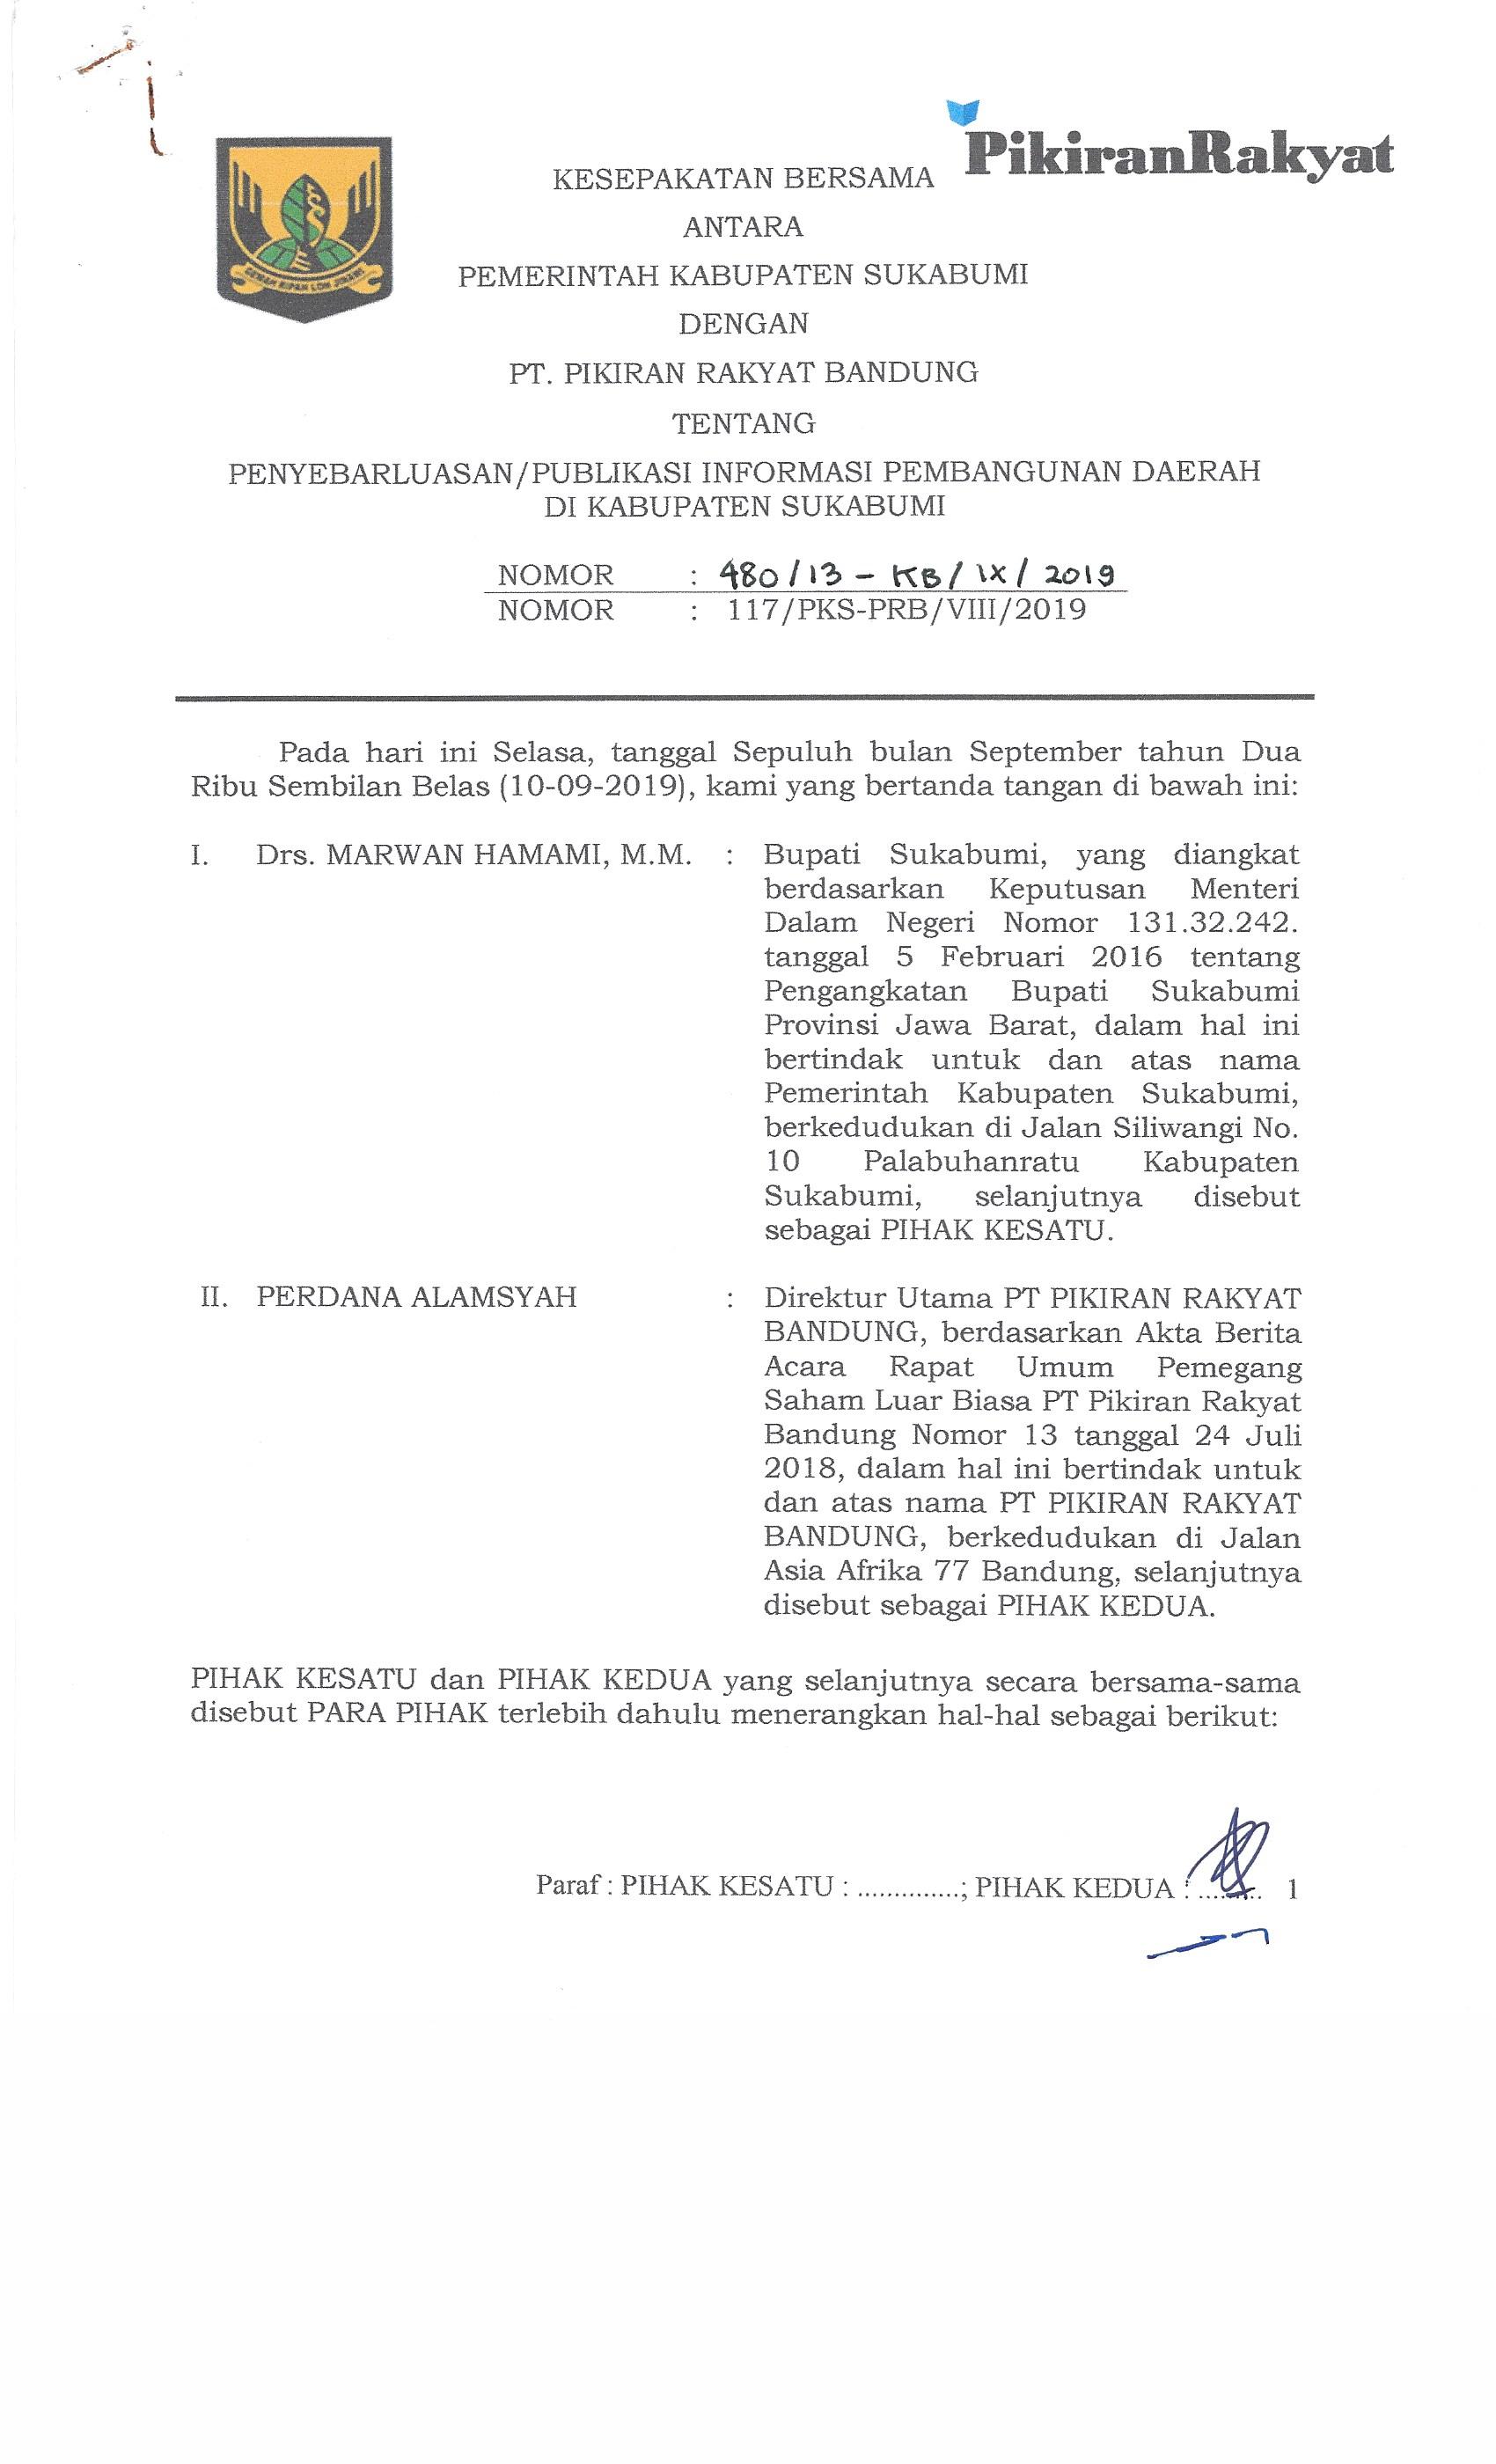 PikiranRakyat
KESEPAKATAN BERSAMA
ANTARA
PEMERINTAH KABUPATEN SUKABUMI
DENGAN
PT. PIKIRAN RAKYAT BANDUNG
TENTANG
PENYEBARLUASAN/PUBLIKASI INFORMASI PEMBANGUNAN DAERAH
DI KABUPATEN SUKABUMI
NOMOR : 480/13 - KB/IX/2019
NOMOR : 117/PKS-PRB/VIII/2019
Pada hari ini Selasa, tanggal Sepuluh bulan September tahun Dua
Ribu Sembilan Belas (10-09-2019), kami yang bertanda tangan di bawah ini:
I. Drs. MARWAN HAMAMI, M.M. : Bupati Sukabumi, yang diangkat
berdasarkan Keputusan Menteri
Dalam Negeri Nomor 131.32.242.
tanggal 5 Februari 2016 tentang
Pengangkatan Bupati Sukabumi
Provinsi Jawa Barat, dalam hal ini
bertindak untuk dan atas nama
Pemerintah Kabupaten Sukabumi,
berkedudukan di Jalan Siliwangi No.
10 Palabuhanratu Kabupaten
Sukabumi, selanjutnya disebut
sebagai PIHAK KESATU.
II. PERDANA ALAMSYAH : Direktur Utama PT PIKIRAN RAKYAT
BANDUNG, berdasarkan Akta Berita
Acara Rapat Umum Pemegang
Saham Luar Biasa PT Pikiran Rakyat
Bandung Nomor 13 tanggal 24 Juli
2018, dalam hal ini bertindak untuk
dan atas nama PT PIKIRAN RAKYAT
BANDUNG, berkedudukan di Jalan
Asia Afrika 77 Bandung, selanjutnya
disebut sebagai PIHAK KEDUA.
PIHAK KESATU dan PIHAK KEDUA yang selanjutnya secara bersama-sama
disebut PARA PIHAK terlebih dahulu menerangkan hal-hal sebagai berikut:
Paraf : PIHAK KESATU : ..............; PIHAK KEDUA : ......... 1